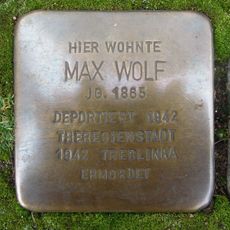 HIER WOHNTE
MAX WOLF
JG. 1865
DEPORTIERT 1942
THERESIENSTADT
1942 TREBLINKA
ERMORDET